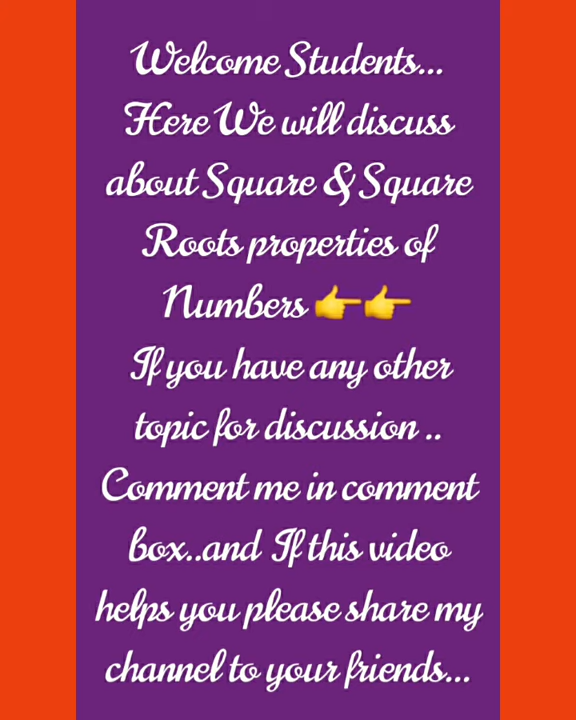 Welcome Students...
Here We will discuss
about Square & Square
Roots properties of
Numbers 👉👉
If you have any other
topic for discussion ..
Comment me in comment
box..and If this video
helps you please share my
channel to your friends...